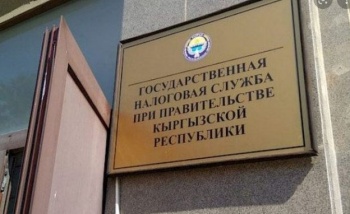 ГОСУДАРСТВЕННАЯ
НАЛОГОВАЯ СЛУЖБА
ПРИ ПРАВИТЕЛЬСТВЕ
КЫРГЫЗСКОЙ
РЕСПУБЛИКИ